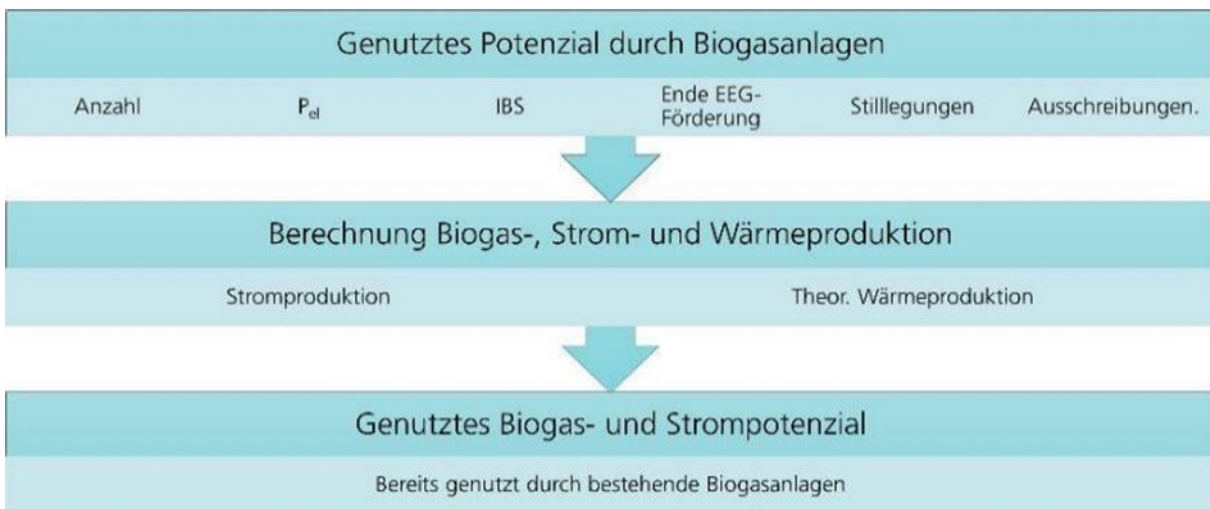 Genutztes Potenzial durch Biogasanlagen
Anzahl
Pel
IBS
Ende EEG-
Förderung
Stilllegungen
Ausschreibungen.
Berechnung Biogas-, Strom- und Wärmeproduktion
Stromproduktion
Theor. Wärmeproduktion
Genutztes Biogas- und Strompotenzial
Bereits genutzt durch bestehende Biogasanlagen